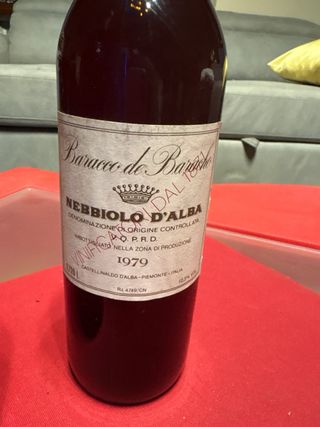 Baracco de Baracho
NEBBIOLO D'ALBA
DENOMINAZIONE DI ORIGINE CONTROLLATA
V.Q.P.R.D.
IMBOTTIGLIATO NELLA ZONA DI PRODUZIONE
1979
CASTELLINALDO D'ALBA - PIEMONTE - ITALIA